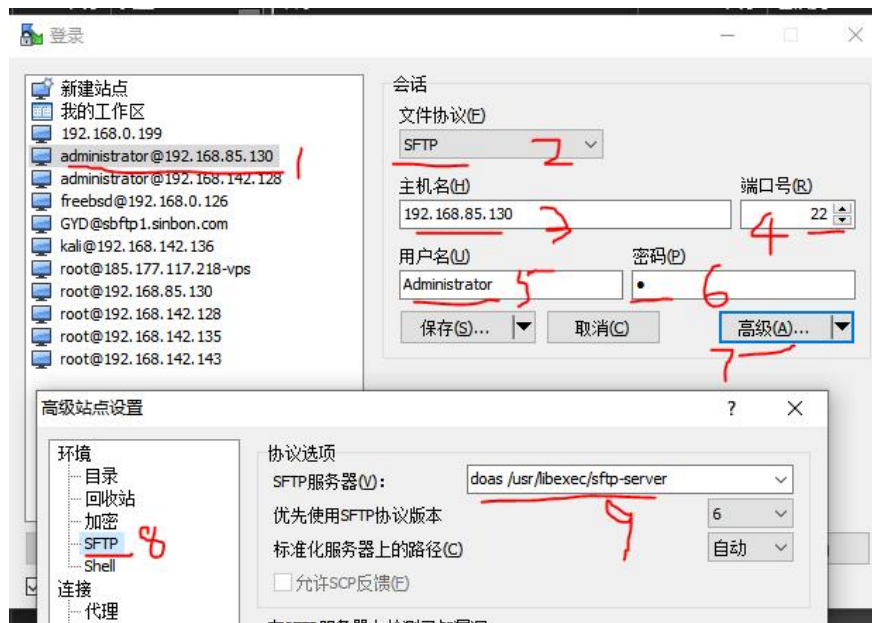 登录
新建站点
我的工作区
192.168.0.199
administrator@192.168.85.130
1
administrator@192.168.142.128
freebsd@192.168.0.126
GYD@sbftp1.sinbon.com
kali@192.168.142.136
root@185.177.117.218-vps
root@192.168.85.130
root@192.168.142.128
root@192.168.142.135
root@192.168.142.143
会话
文件协议(F)
SFTP 2
主机名(H) 端口号(R)
192.168.85.130 3 22 4
用户名(U) 密码(P)
Administrator 5 ● 6
保存(S)... 取消(C) 高级(A)...
7
高级站点设置 ? ×
环境
目录
回收站
加密
SFTP 8
Shell
连接
代理
协议选项
SFTP服务器(V): doas /usr/libexec/sftp-server
9
优先使用SFTP协议版本 6
标准化服务器上的路径(C) 自动
允许SCP反馈(F)